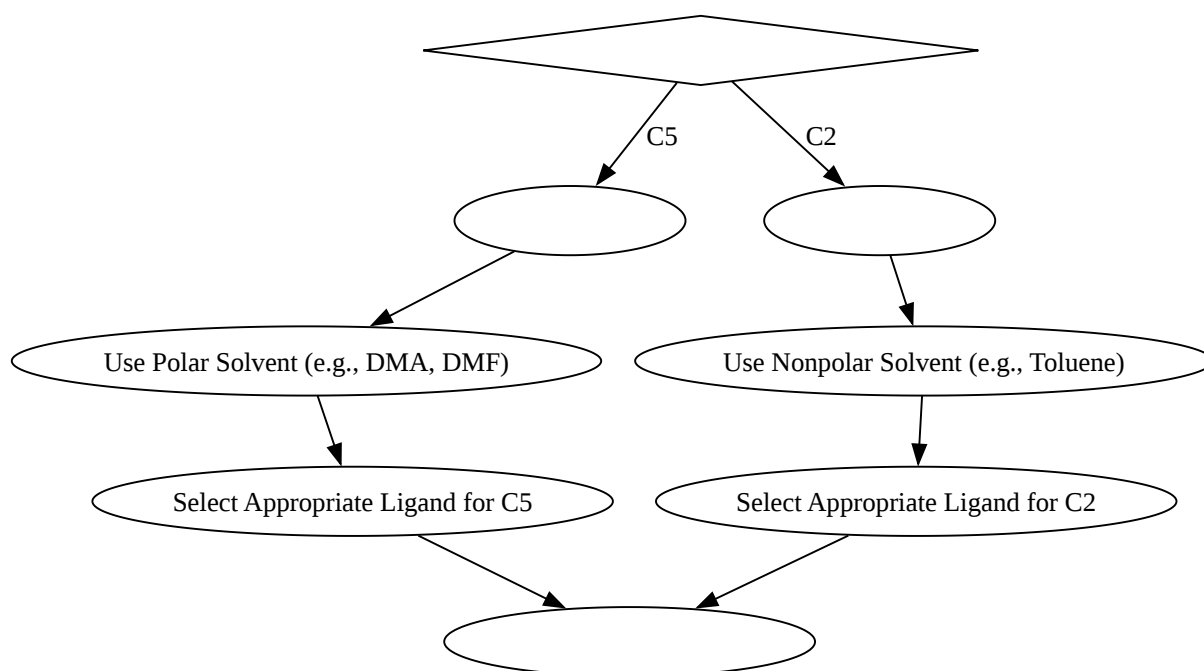 C5
C2
Use Polar Solvent (e.g., DMA, DMF)
Use Nonpolar Solvent (e.g., Toluene)
Select Appropriate Ligand for C5
Select Appropriate Ligand for C2